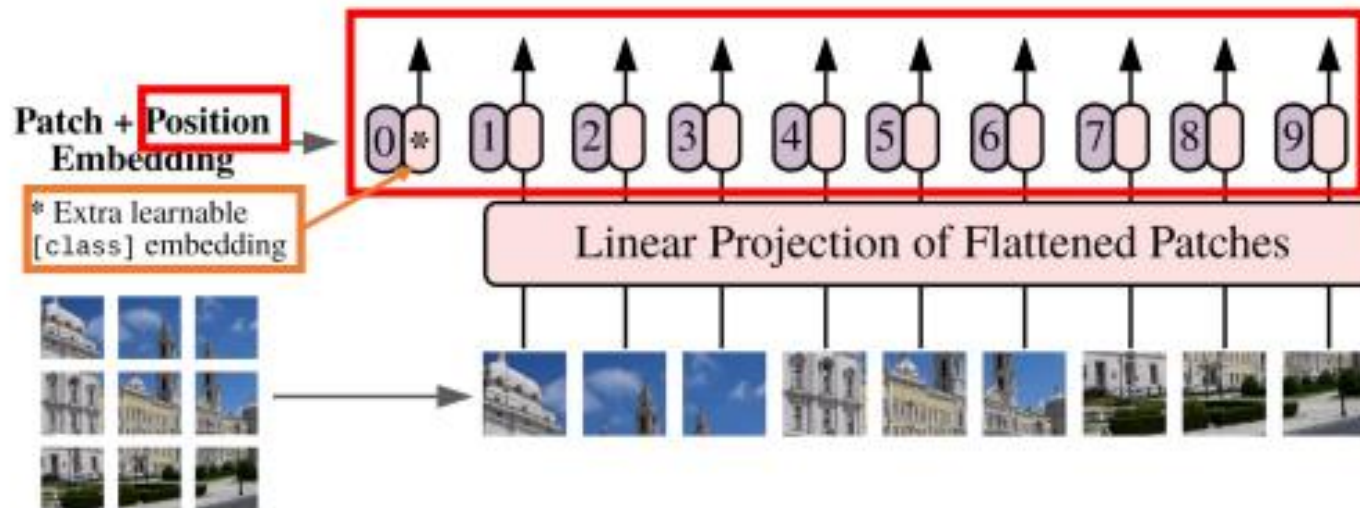 Patch + Position
Embedding
* Extra learnable
[class] embedding
0 * 1 2 3 4 5 6 7 8 9
Linear Projection of Flattened Patches